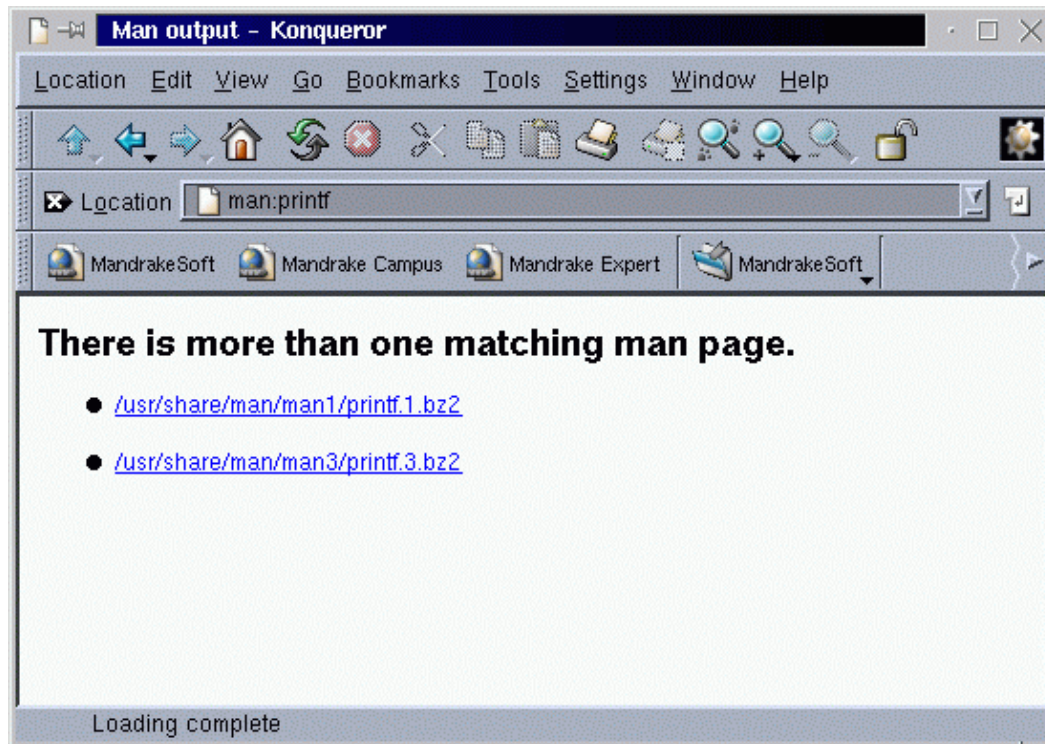 Man output – Konqueror
Location Edit View Go Bookmarks Tools Settings Window Help
Location man:printf
MandrakeSoft Mandrake Campus Mandrake Expert MandrakeSoft
There is more than one matching man page.
/usr/share/man/man1/printf.1.bz2
/usr/share/man/man3/printf.3.bz2
Loading complete